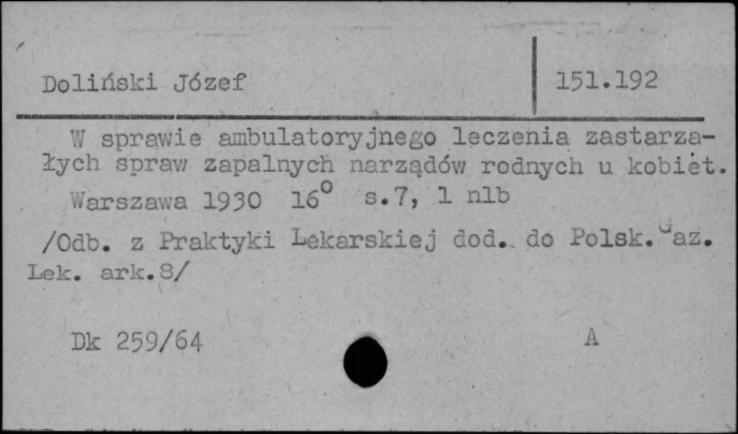 Doliński Józef 151.192
W sprawie ambulatoryjnego leczenia zastarza-
łych spraw zapalnych narządów rodnych u kobiet.
Warszawa 1930 16° s.7, 1 nlb
/Odb. z Praktyki Lekarskiej dod. do Polsk. Gaz.
Lek. ark.8/
Dk 259/64 A